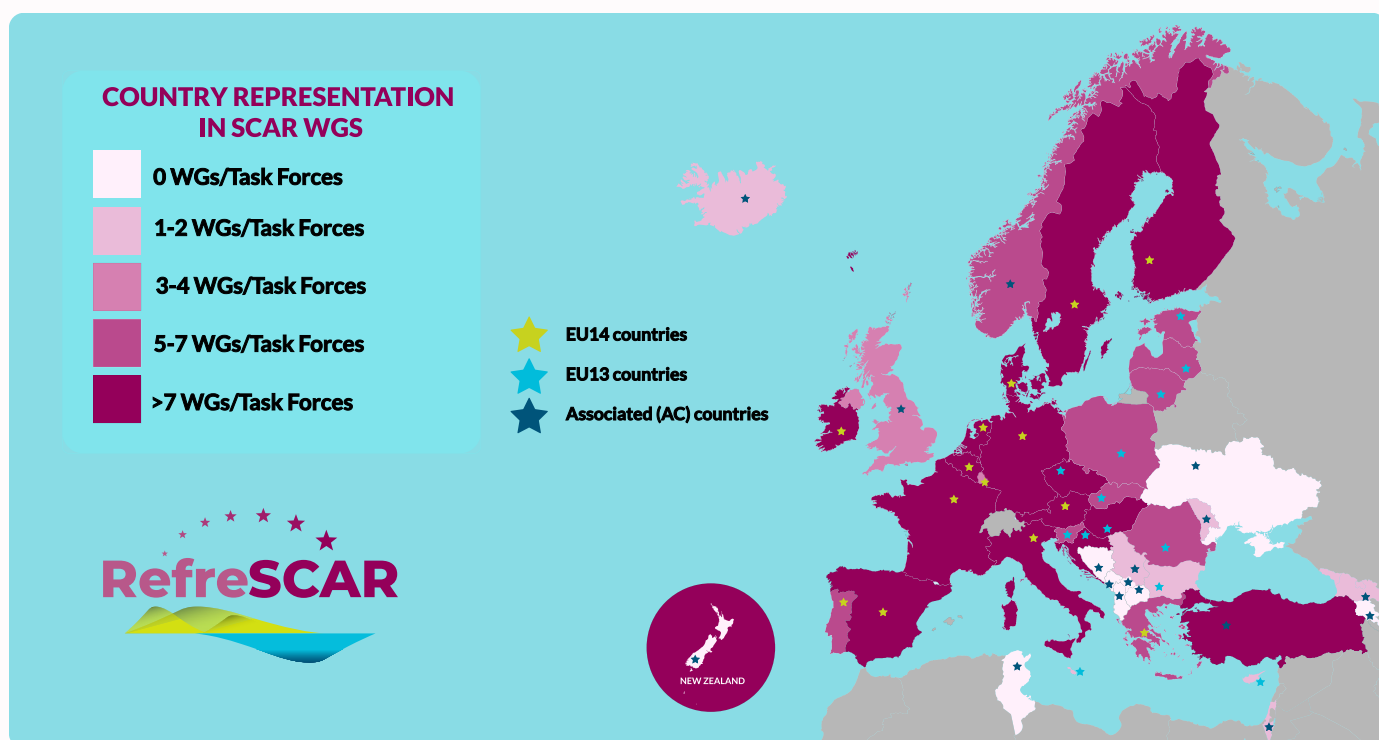 COUNTRY REPRESENTATION
IN SCAR WGS
0 WGs/Task Forces
1-2 WGs/Task Forces
3-4 WGs/Task Forces
5-7 WGs/Task Forces
>7 WGs/Task Forces
EU14 countries
EU13 countries
Associated (AC) countries
RefreSCAR
NEW ZEALAND